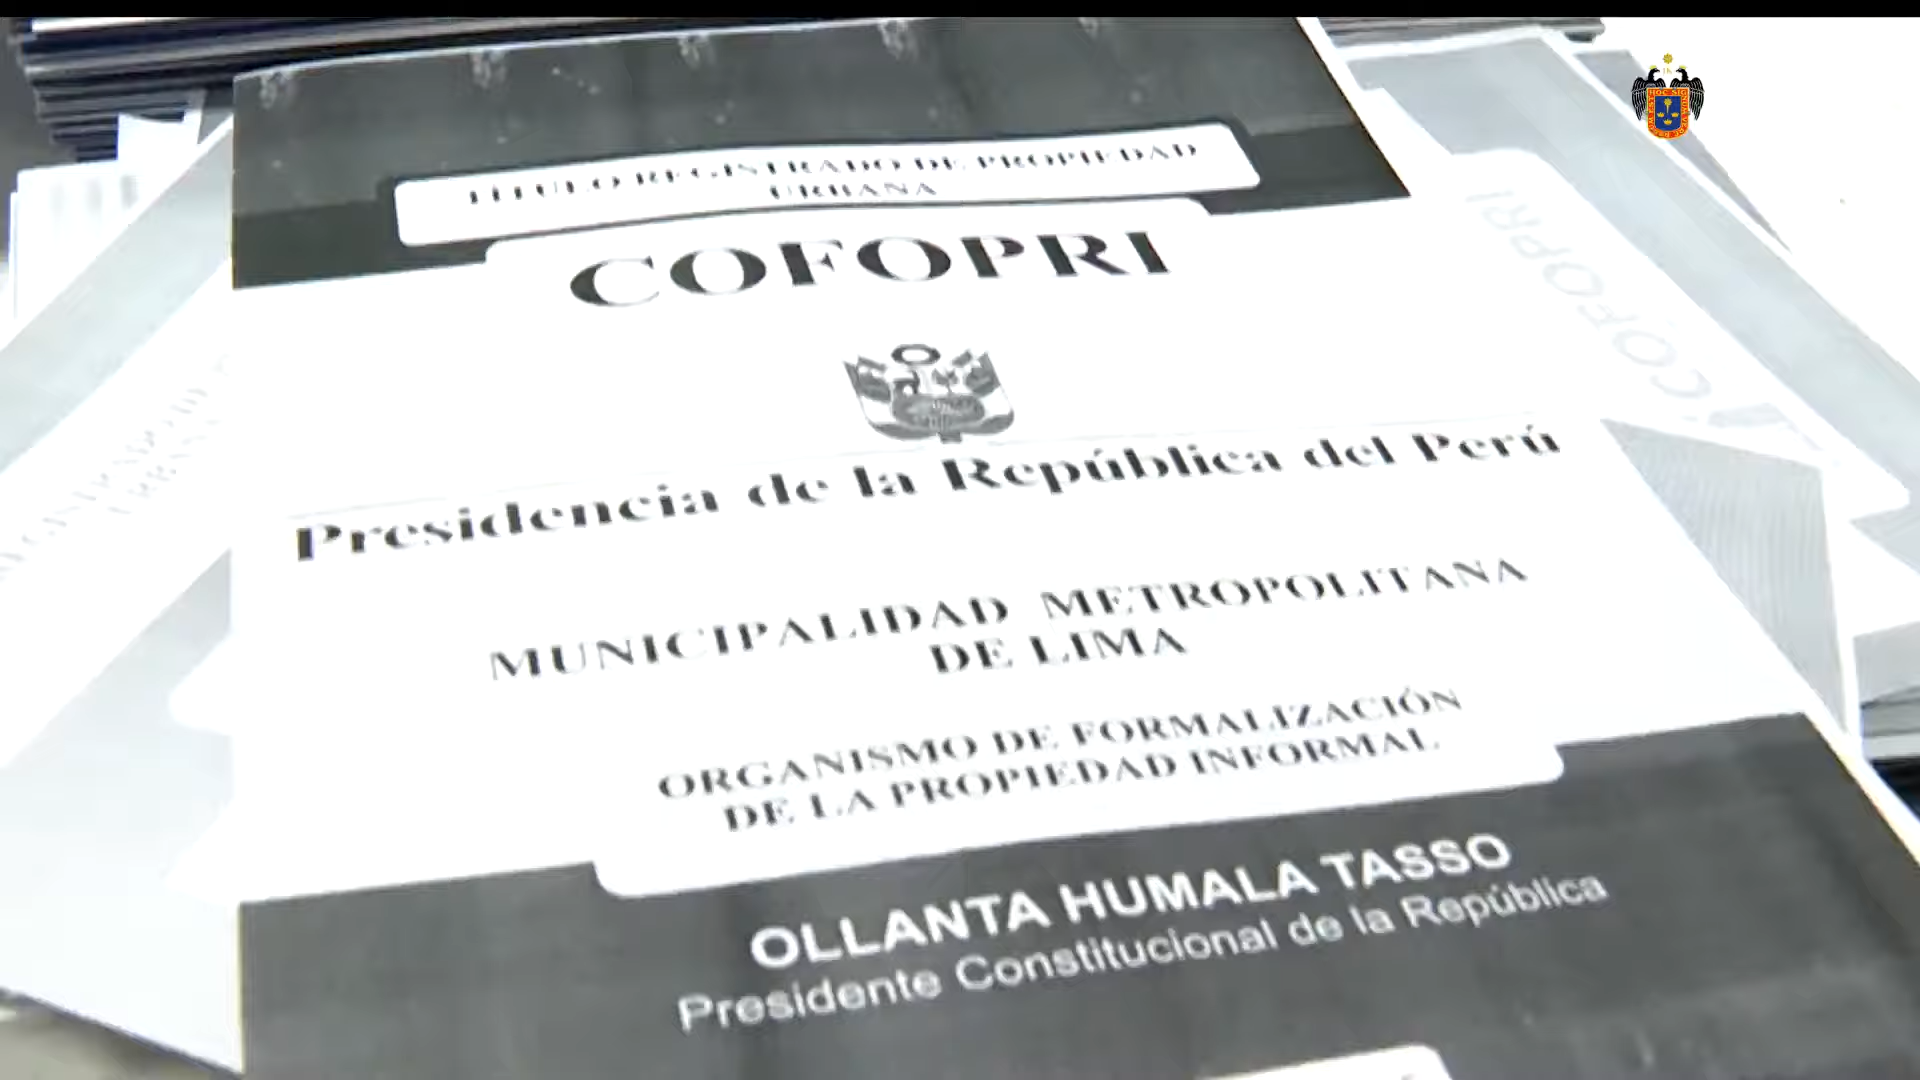 TÍTULO REGISTRADO DE PROPIEDAD
URBANA
COFOPRI
Presidencia de la República del Perú
MUNICIPALIDAD METROPOLITANA
DE LIMA
ORGANISMO DE FORMALIZACIÓN
DE LA PROPIEDAD INFORMAL
OLLANTA HUMALA TASSO
Presidente Constitucional de la República
COFOPRI